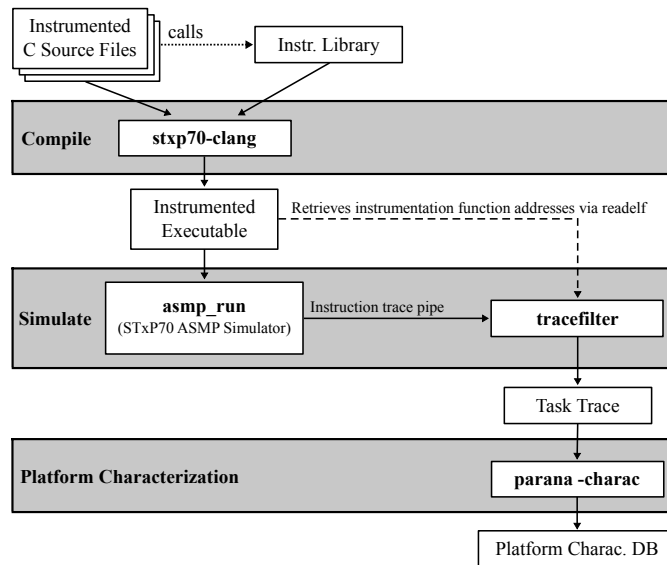 Instrumented
C Source Files
calls
Instr. Library
Compile
stxp70-clang
Instrumented
Executable
Retrieves instrumentation function addresses via readelf
Simulate
asmp_run
(STxP70 ASMP Simulator)
Instruction trace pipe
tracefilter
Task Trace
Platform Characterization
parana -charac
Platform Charac. DB